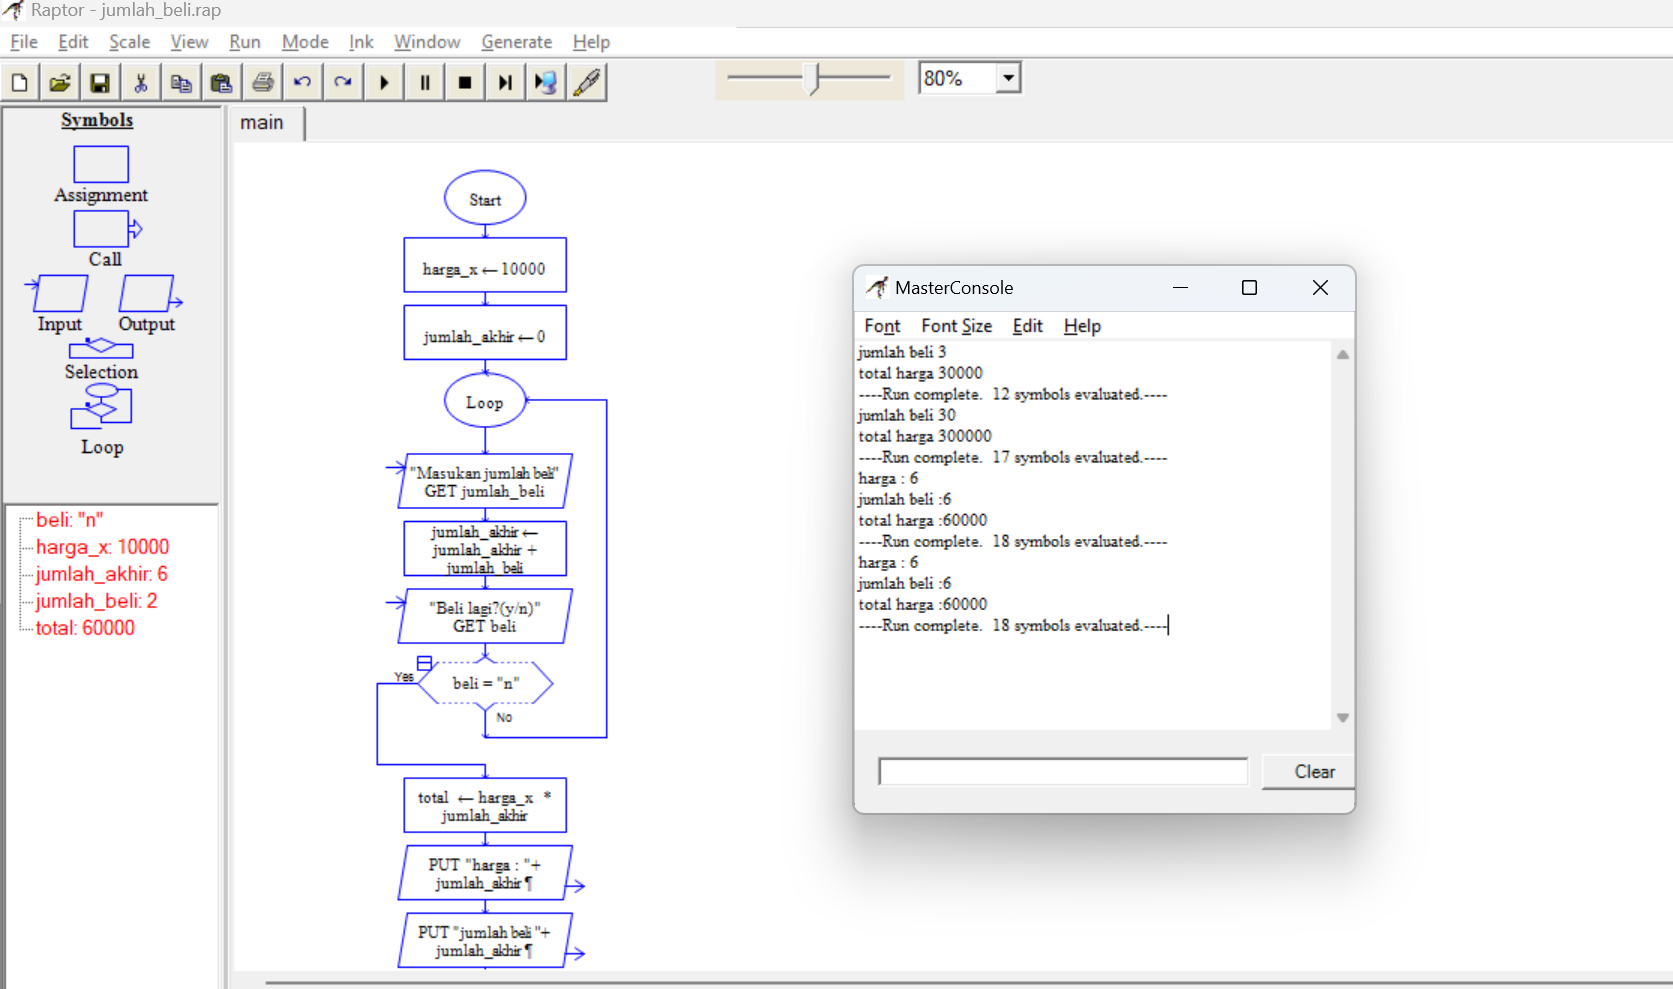 Raptor - jumlah_beli.rap
File Edit Scale View Run Mode Ink Window Generate Help
80%
Symbols
Assignment
Call
Input Output
Selection
Loop
beli: "n"
harga_x: 10000
jumlah_akhir: 6
jumlah_beli: 2
total: 60000
main
Start
harga_x ← 10000
jumlah_akhir ← 0
Loop
"Masukan jumlah beli"
GET jumlah_beli
jumlah_akhir ←
jumlah_akhir +
jumlah_beli
"Beli lagi?(y/n)"
GET beli
Yes
beli = "n"
No
total ← harga_x *
jumlah_akhir
PUT "harga : "+
jumlah_akhir ¶
PUT "jumlah beli "+
jumlah_akhir ¶
MasterConsole
Font Font Size Edit Help
jumlah beli 3
total harga 30000
----Run complete. 12 symbols evaluated.----
jumlah beli 30
total harga 300000
----Run complete. 17 symbols evaluated.----
harga : 6
jumlah beli :6
total harga :60000
----Run complete. 18 symbols evaluated.----
harga : 6
jumlah beli :6
total harga :60000
----Run complete. 18 symbols evaluated.----
Clear